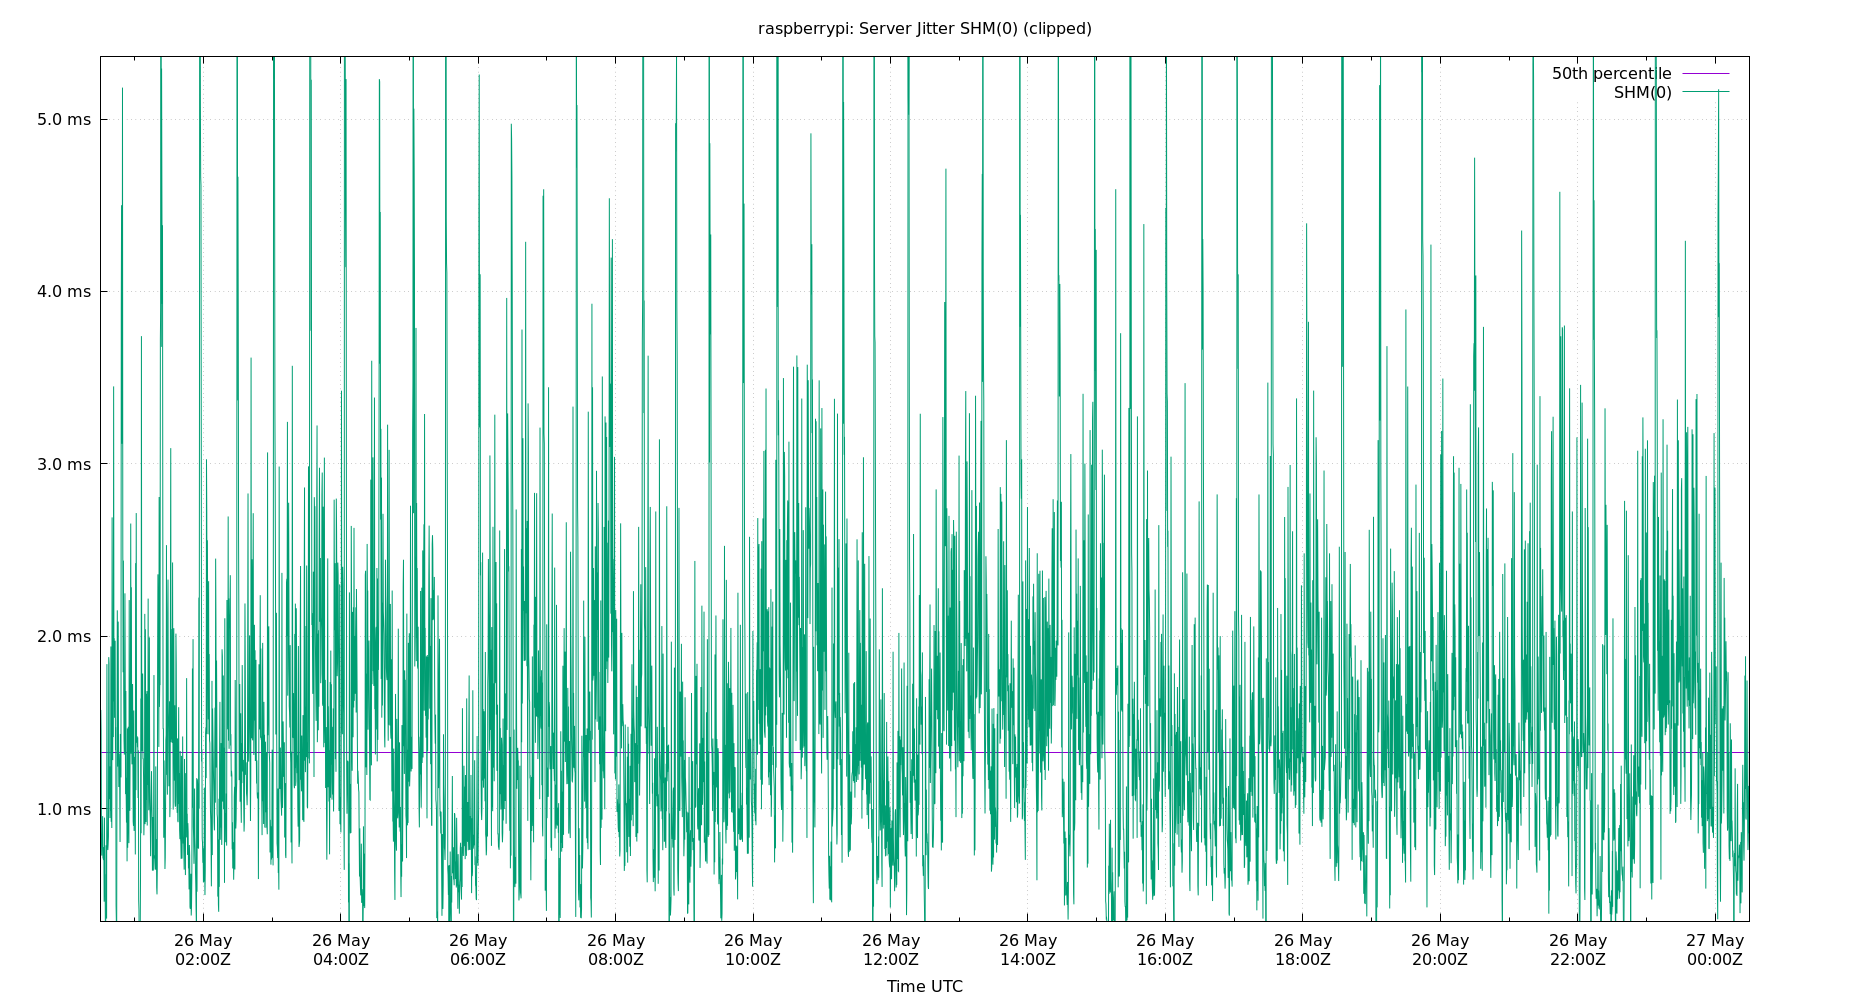 raspberrypi: Server Jitter SHM(0) (clipped)
50th percentile
SHM(0)
5.0 ms
4.0 ms
3.0 ms
2.0 ms
1.0 ms
26 May 26 May 26 May 26 May 26 May 26 May 26 May 26 May 26 May 26 May 26 May 27 May
02:00Z 04:00Z 06:00Z 08:00Z 10:00Z 12:00Z 14:00Z 16:00Z 18:00Z 20:00Z 22:00Z 00:00Z
Time UTC